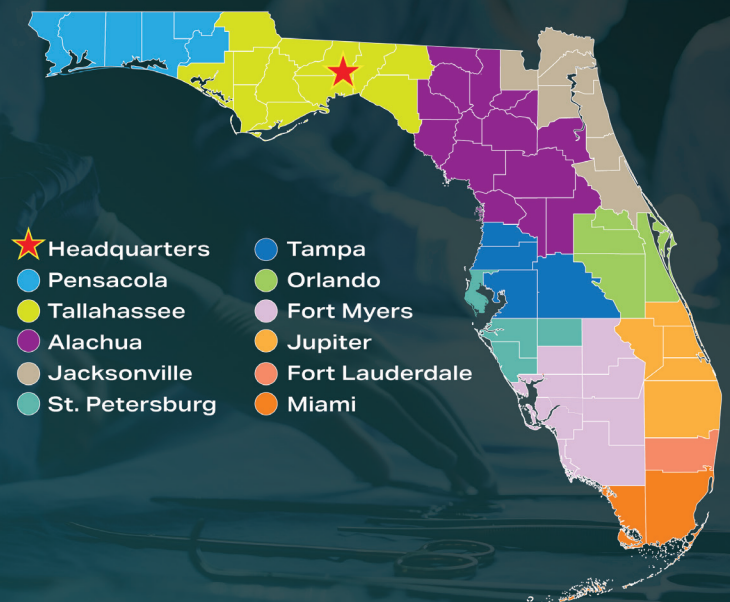 Headquarters
Pensacola
Tallahassee
Alachua
Jacksonville
St. Petersburg
Tampa
Orlando
Fort Myers
Jupiter
Fort Lauderdale
Miami